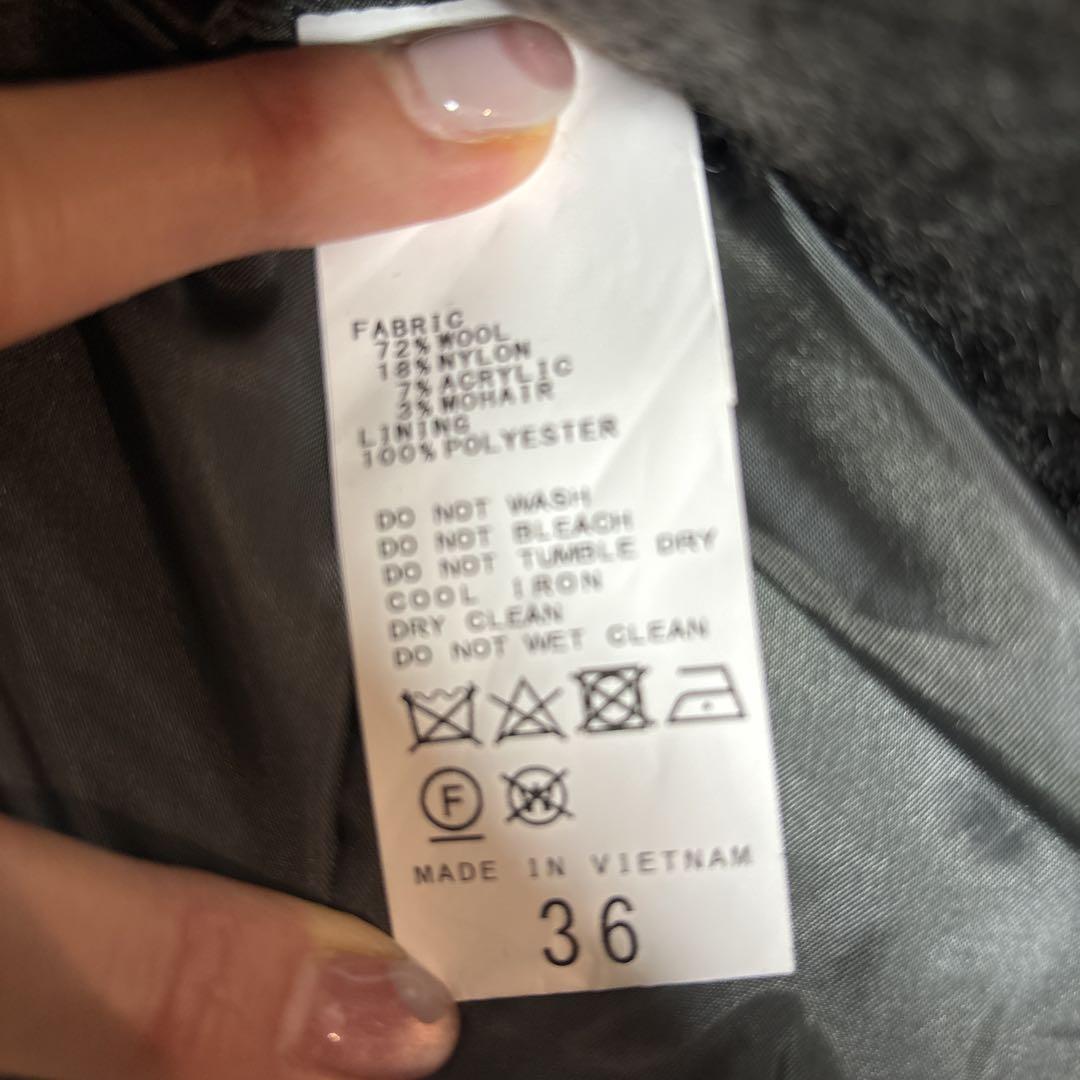 FABRIC
72% WOOL
18% NYLON
7% ACRYLIC
3% MOHAIR
LINING
100% POLYESTER
DO NOT WASH
DO NOT BLEACH
DO NOT TUMBLE DRY
COOL IRON
DRY CLEAN
DO NOT WET CLEAN
F W
MADE IN VIETNAM
36